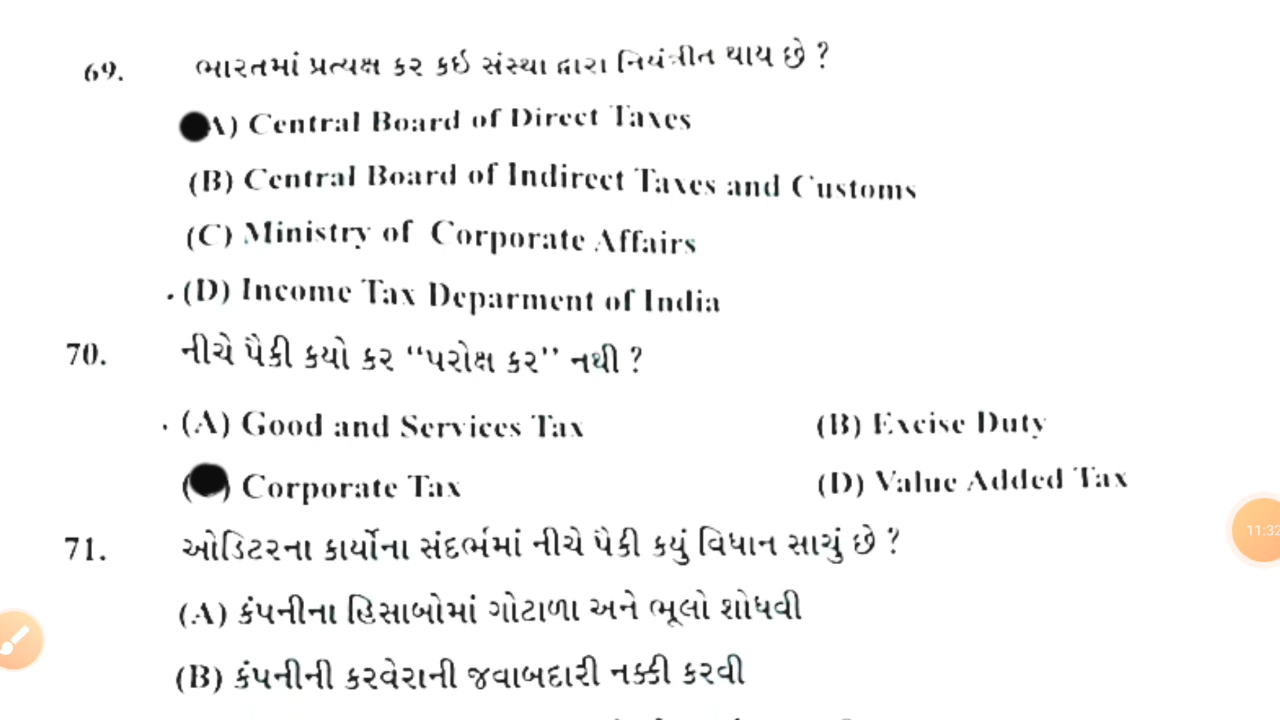 69. ભારતમાં પ્રત્યક્ષ કર કઈ સંસ્થા દ્વારા નિયંત્રીત થાય છે ?
A) Central Board of Direct Taxes
(B) Central Board of Indirect Taxes and Customs
(C) Ministry of Corporate Affairs
(D) Income Tax Deparment of India
70. નીચે પૈકી કયો કર “પરોક્ષ કર” નથી ?
(A) Good and Services Tax (B) Excise Duty
( ) Corporate Tax (D) Value Added Tax
71. ઓડિટરના કાર્યોના સંદર્ભમાં નીચે પૈકી કયું વિધાન સાચું છે ?
(A) કંપનીના હિસાબોમાં ગોટાળા અને ભૂલો શોધવી
(B) કંપનીની કરવેરાની જવાબદારી નક્કી કરવી
11:32